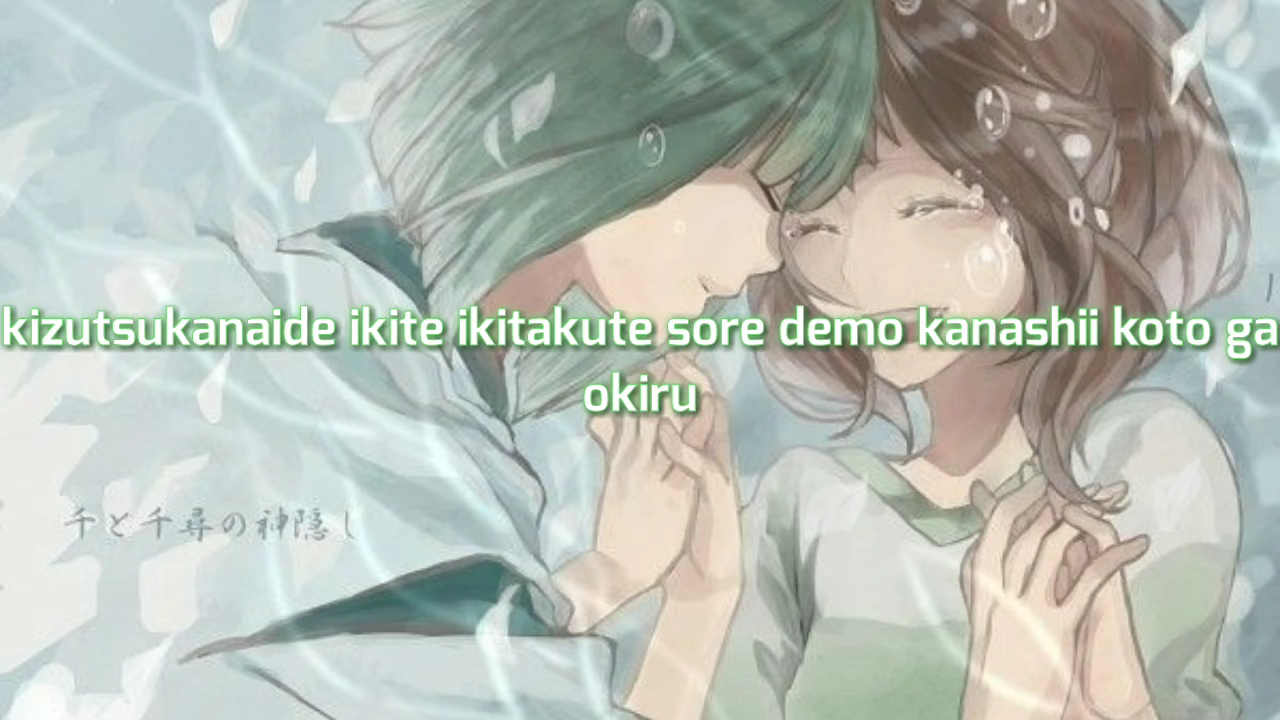 kizutsukanaide ikite ikitakute sore demo kanashii koto ga
okiru
千と千尋の神隠し